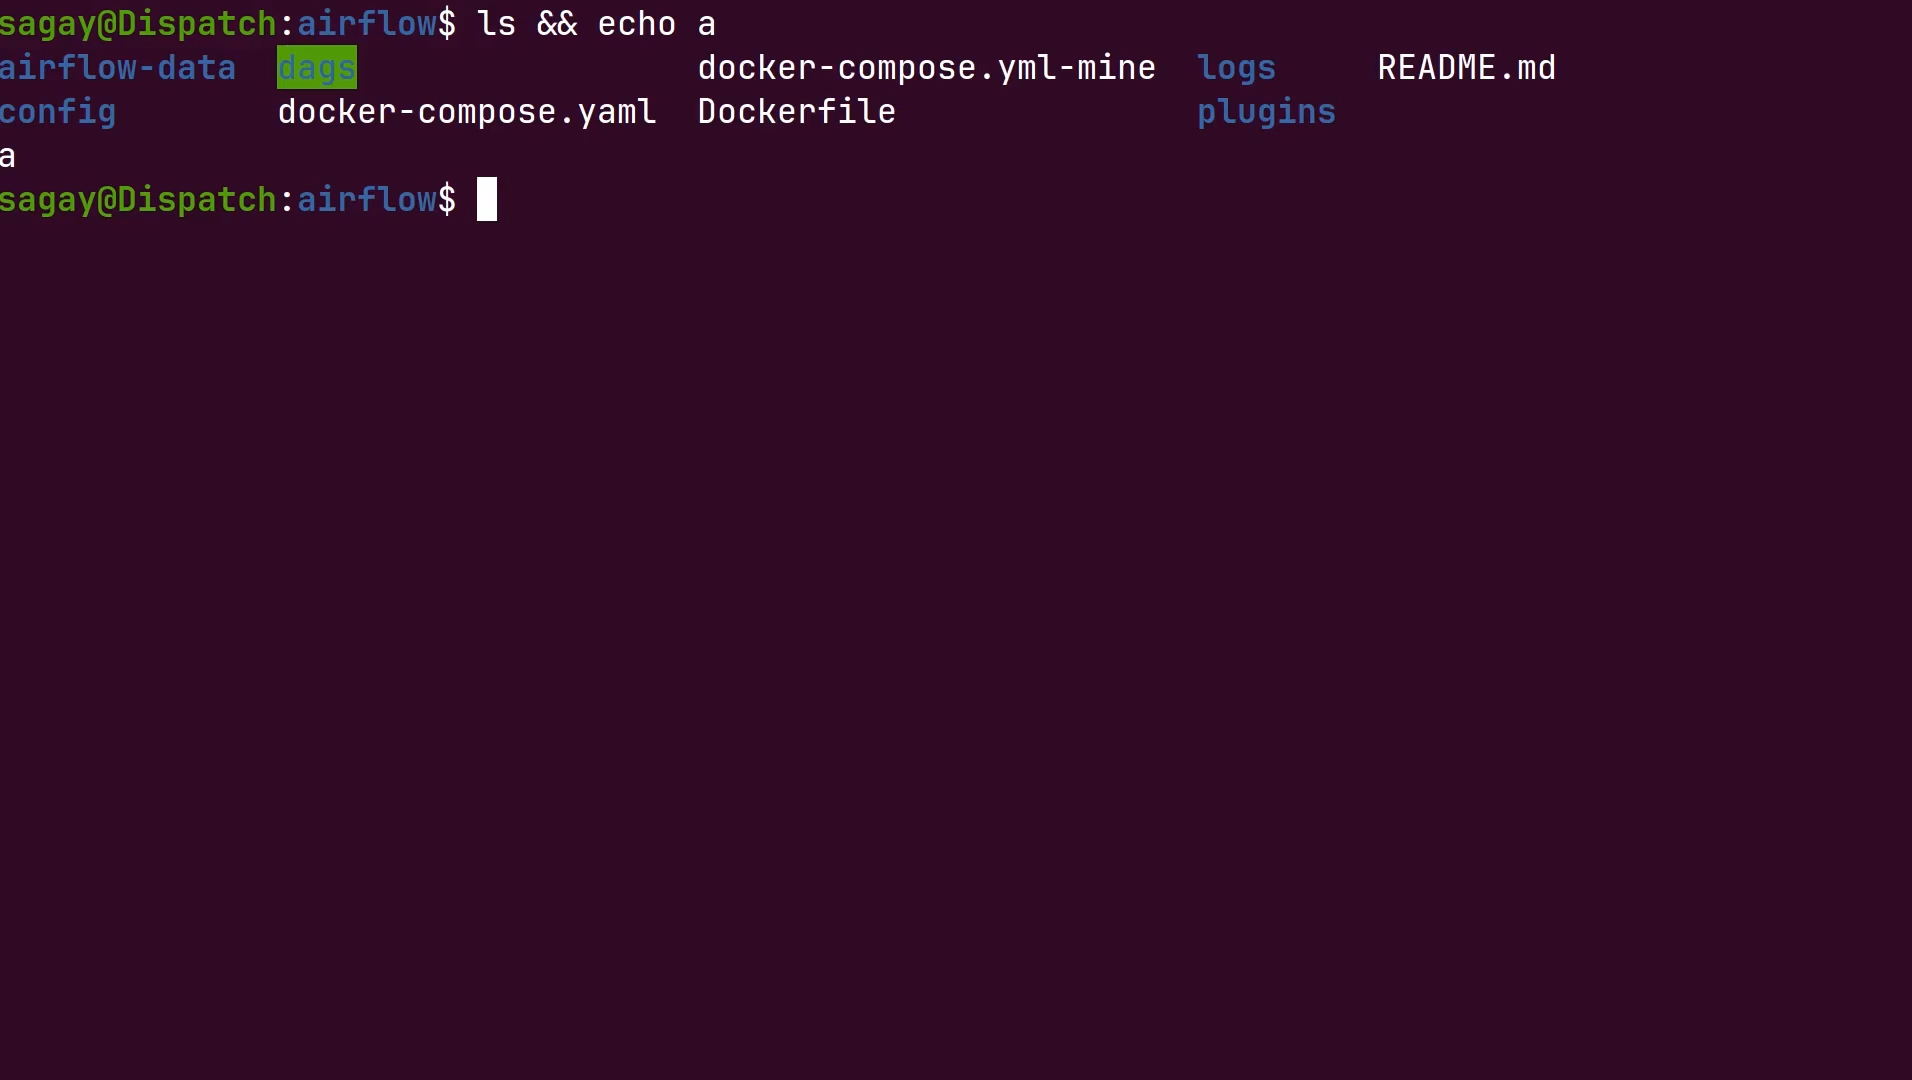 sagay@Dispatch:airflow$ ls && echo a
airflow-data  dags                 docker-compose.yml-mine  logs     README.md
config        docker-compose.yaml  Dockerfile               plugins
a
sagay@Dispatch:airflow$